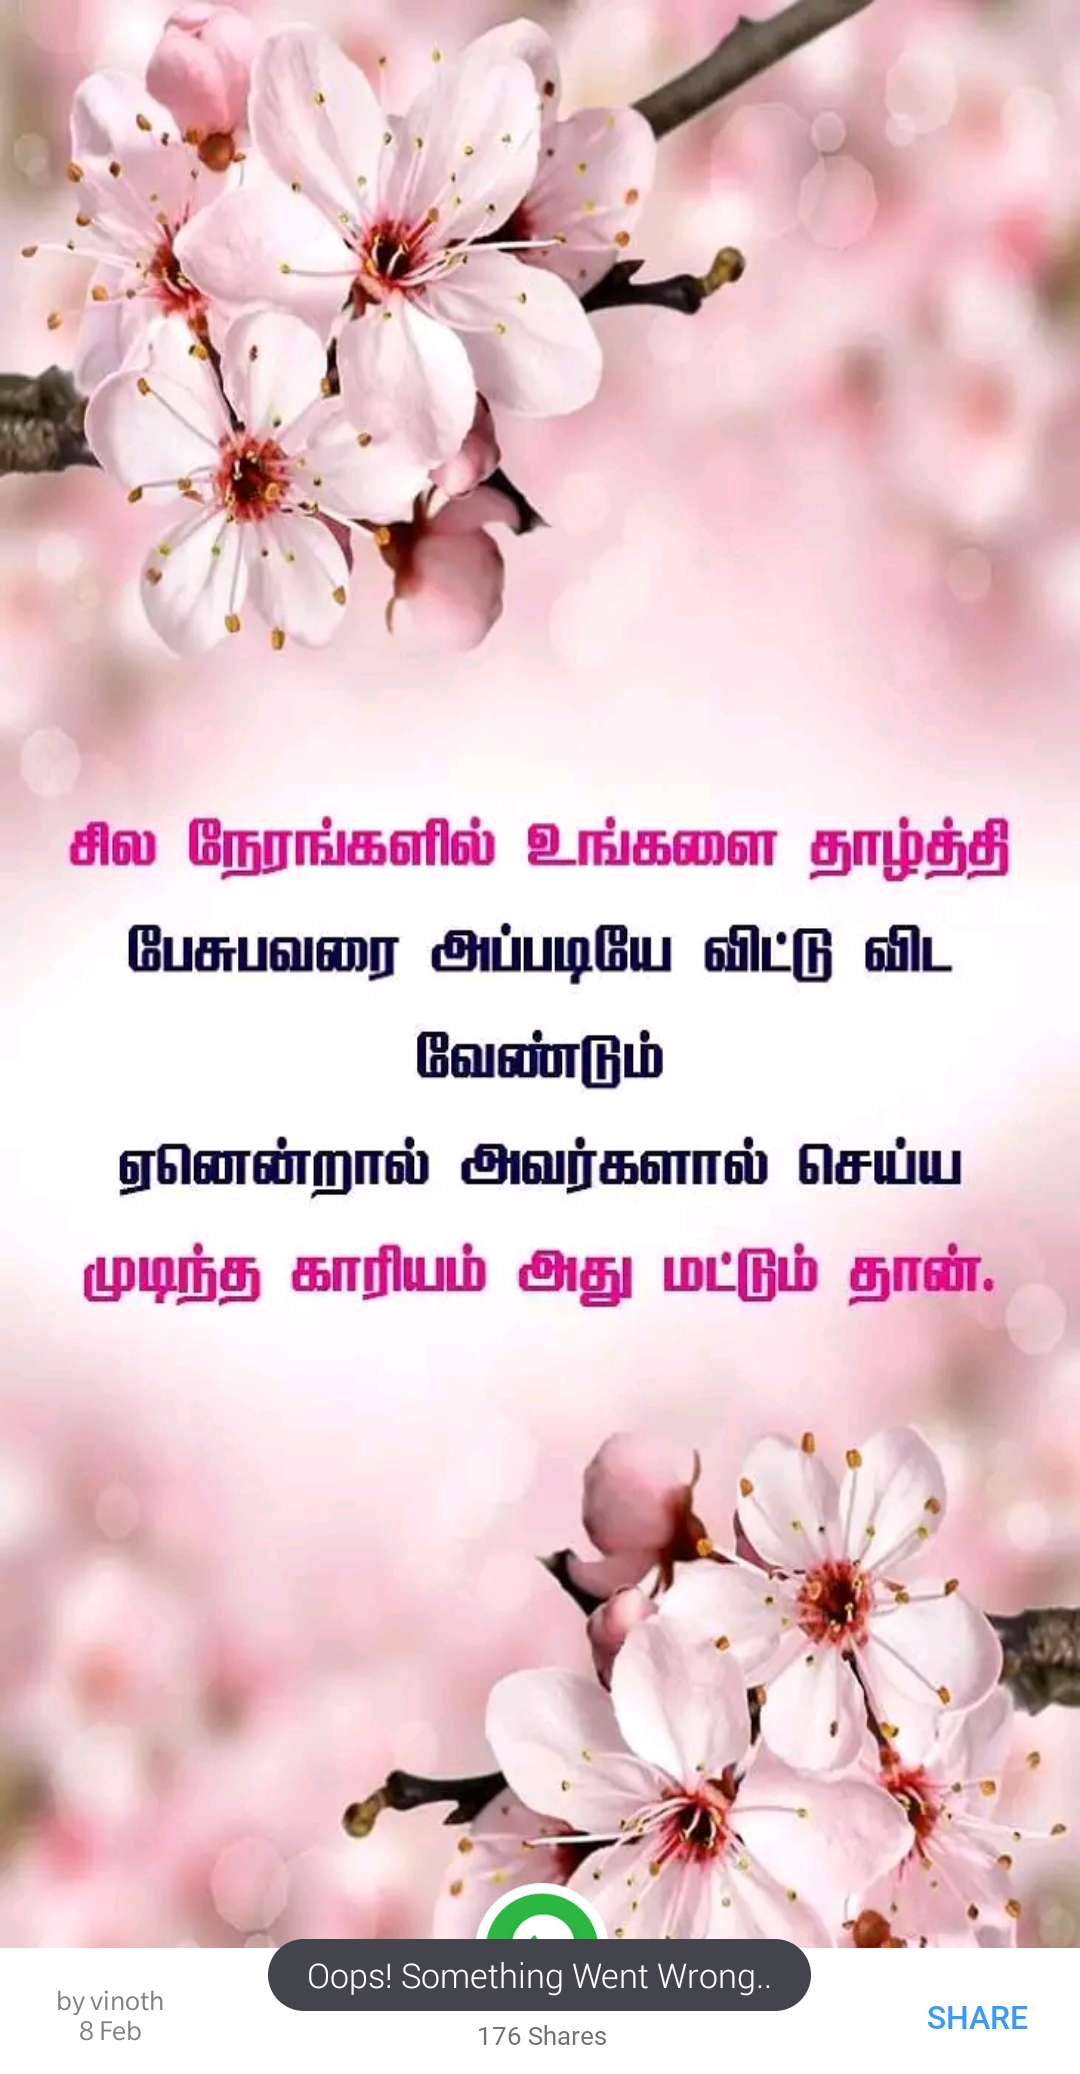 சில நேரங்களில் உங்களை தாழ்த்தி
பேசுபவரை அப்படியே விட்டு விட
வேண்டும்
ஏனென்றால் அவர்களால் செய்ய
முடிந்த காரியம் அது மட்டும் தான்.
Oops! Something Went Wrong..
by vinoth
8 Feb
176 Shares
SHARE